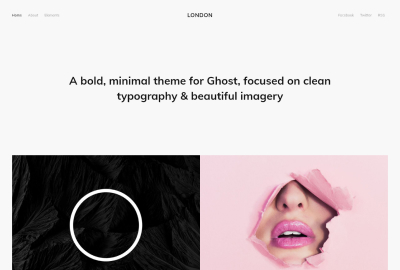 Home About Elements LONDON Facebook Twitter RSS
A bold, minimal theme for Ghost, focused on clean
typography & beautiful imagery